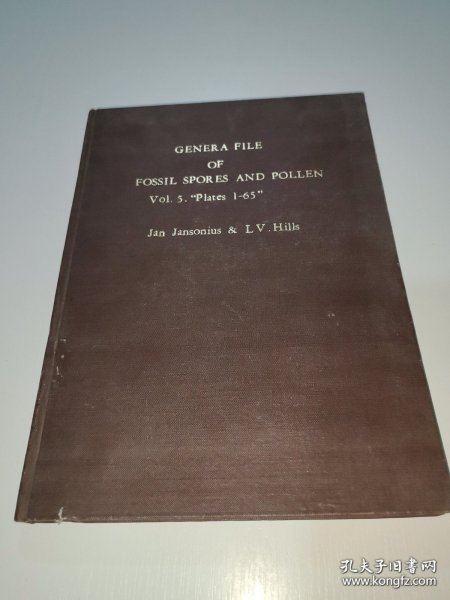 GENERA FILE
OF
FOSSIL SPORES AND POLLEN
Vol. 5. "Plates 1-65"
Jan Jansonius & L.V. Hills
孔夫子旧书网
www.kongfz.com